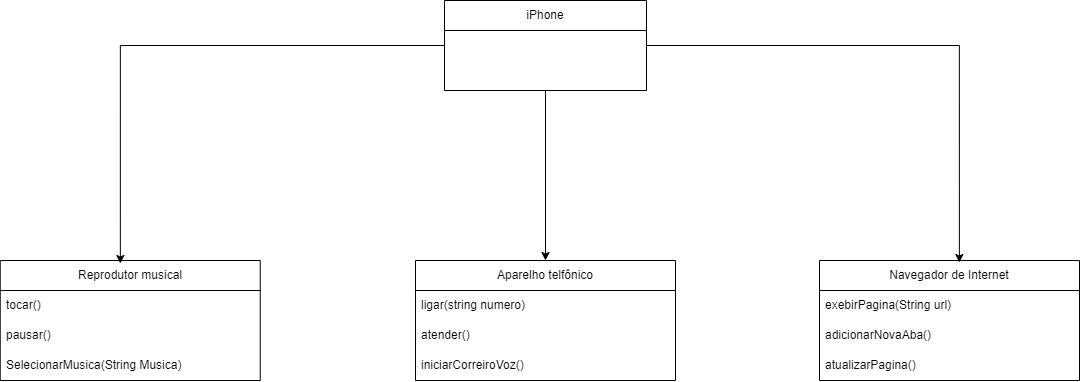 iPhone
Reprodutor musical
tocar()
pausar()
SelecionarMusica(String Musica)
Aparelho telfônico
ligar(string numero)
atender()
iniciarCorreiroVoz()
Navegador de Internet
exebirPagina(String url)
adicionarNovaAba()
atualizarPagina()